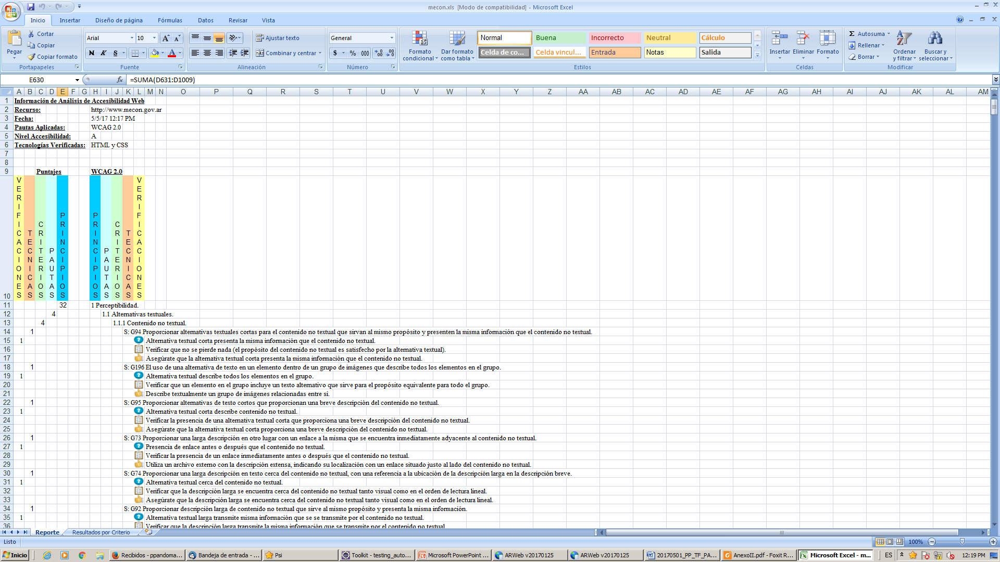 mecon.xls [Modo de compatibilidad] - Microsoft Excel
Inicio Insertar Diseño de página Fórmulas Datos Revisar Vista
Pegar
Cortar
Copiar
Copiar formato
Portapapeles
Arial 10
N K S
Fuente
Ajustar texto
Combinar y centrar
Alineación
General
$ % 000
Número
Formato condicional
Dar formato como tabla
Normal Buena Incorrecto Neutral Cálculo
Celda de co... Celda vincul... Entrada Notas Salida
Estilos
Insertar Eliminar Formato
Celdas
Autosuma
Rellenar
Borrar
Ordenar y filtrar
Buscar y seleccionar
Modificar
E630 fx =SUMA(D631:D1009)
A B C D E F G H I J K L M N O P Q R S T U V W X Y Z AA AB AC AD AE AF AG AH AI AJ AK AL AM
1 Información de Análisis de Accesibilidad Web
2 Recurso: http://www.mecon.gov.ar
3 Fecha: 5/5/17 12:17 PM
4 Pautas Aplicadas: WCAG 2.0
5 Nivel Accesibilidad: A
6 Tecnologías Verificadas: HTML y CSS
7
8
9 Puntajes WCAG 2.0
10 VERIFICACIONES TECNICAS CRITERIOS PAUTAS PRINCIPIOS PRINCIPIOS PAUTAS CRITERIOS TECNICAS VERIFICACIONES
11 32 1 Perceptibilidad.
12 4 1.1 Alternativas textuales.
13 4 1.1.1 Contenido no textual.
14 1 S: G94 Proporcionar alternativas textuales cortas para el contenido no textual que sirvan al mismo propósito y presenten la misma información que el contenido no textual.
15 1 Alternativa textual corta presenta la misma información que el contenido no textual.
16 Verificar que no se pierde nada (el propósito del contenido no textual es satisfecho por la alternativa textual).
17 Asegúrate que la alternativa textual corta presenta la misma información que el contenido no textual.
18 1 S: G196 El uso de una alternativa de texto en un elemento dentro de un grupo de imágenes que describe todos los elementos en el grupo.
19 1 Alternativa textual describe todos los elementos en el grupo.
20 Verificar que un elemento en el grupo incluye un texto alternativo que sirve para el propósito equivalente para todo el grupo.
21 Describe textualmente un grupo de imágenes relacionadas entre sí.
22 1 S: G95 Proporcionar alternativas de texto cortos que proporcionan una breve descripción del contenido no textual.
23 1 Alternativa textual corta describe contenido no textual.
24 Verificar la presencia de una alternativa textual corta que proporciona una breve descripción del contenido no textual.
25 Asegúrate que la alternativa textual corta proporciona una breve descripción del contenido no textual.
26 1 S: G73 Proporcionar una larga descripción en otro lugar con un enlace a la misma que se encuentra inmediatamente adyacente al contenido no textual.
27 1 Presencia de enlace antes o después que el contenido no textual.
28 Verificar la presencia de un enlace inmediatamente antes o después que el contenido no textual.
29 Utiliza un archivo externo con la descripción extensa, indicando su localización con un enlace situado justo al lado del contenido no textual.
30 1 S: G74 Proporcionar una larga descripción en texto cerca del contenido no textual, con una referencia a la ubicación de la descripción larga en la descripción breve.
31 1 Alternativa textual cerca del contenido no textual.
32 Verificar que la descripción larga se encuentra cerca del contenido no textual tanto visual como en el orden de lectura lineal.
33 Asegúrate que la descripción larga se encuentra cerca del contenido no textual tanto visual como en el orden de lectura lineal.
34 1 S: G92 Proporcionar descripción larga de contenido no textual que sirve al mismo propósito y presenta la misma información.
35 1 Alternativa textual larga transmite misma información que se se transmite por el contenido no textual.
36 Verificar que la descripción larga transmite la misma información que se transmite por el contenido no textual
Reporte Resultados por Criterio
Listo 100%
Inicio Recibidos - ppandoma... Bandeja de entrada - ... Psi Toolkit - testing_auto... Microsoft PowerPoint ... ARWeb v20170125 ARWeb v20170125 20170501_PP_TF_PA... AnexoII.pdf - Foxit R... Microsoft Excel - m... ES 12:19 PM